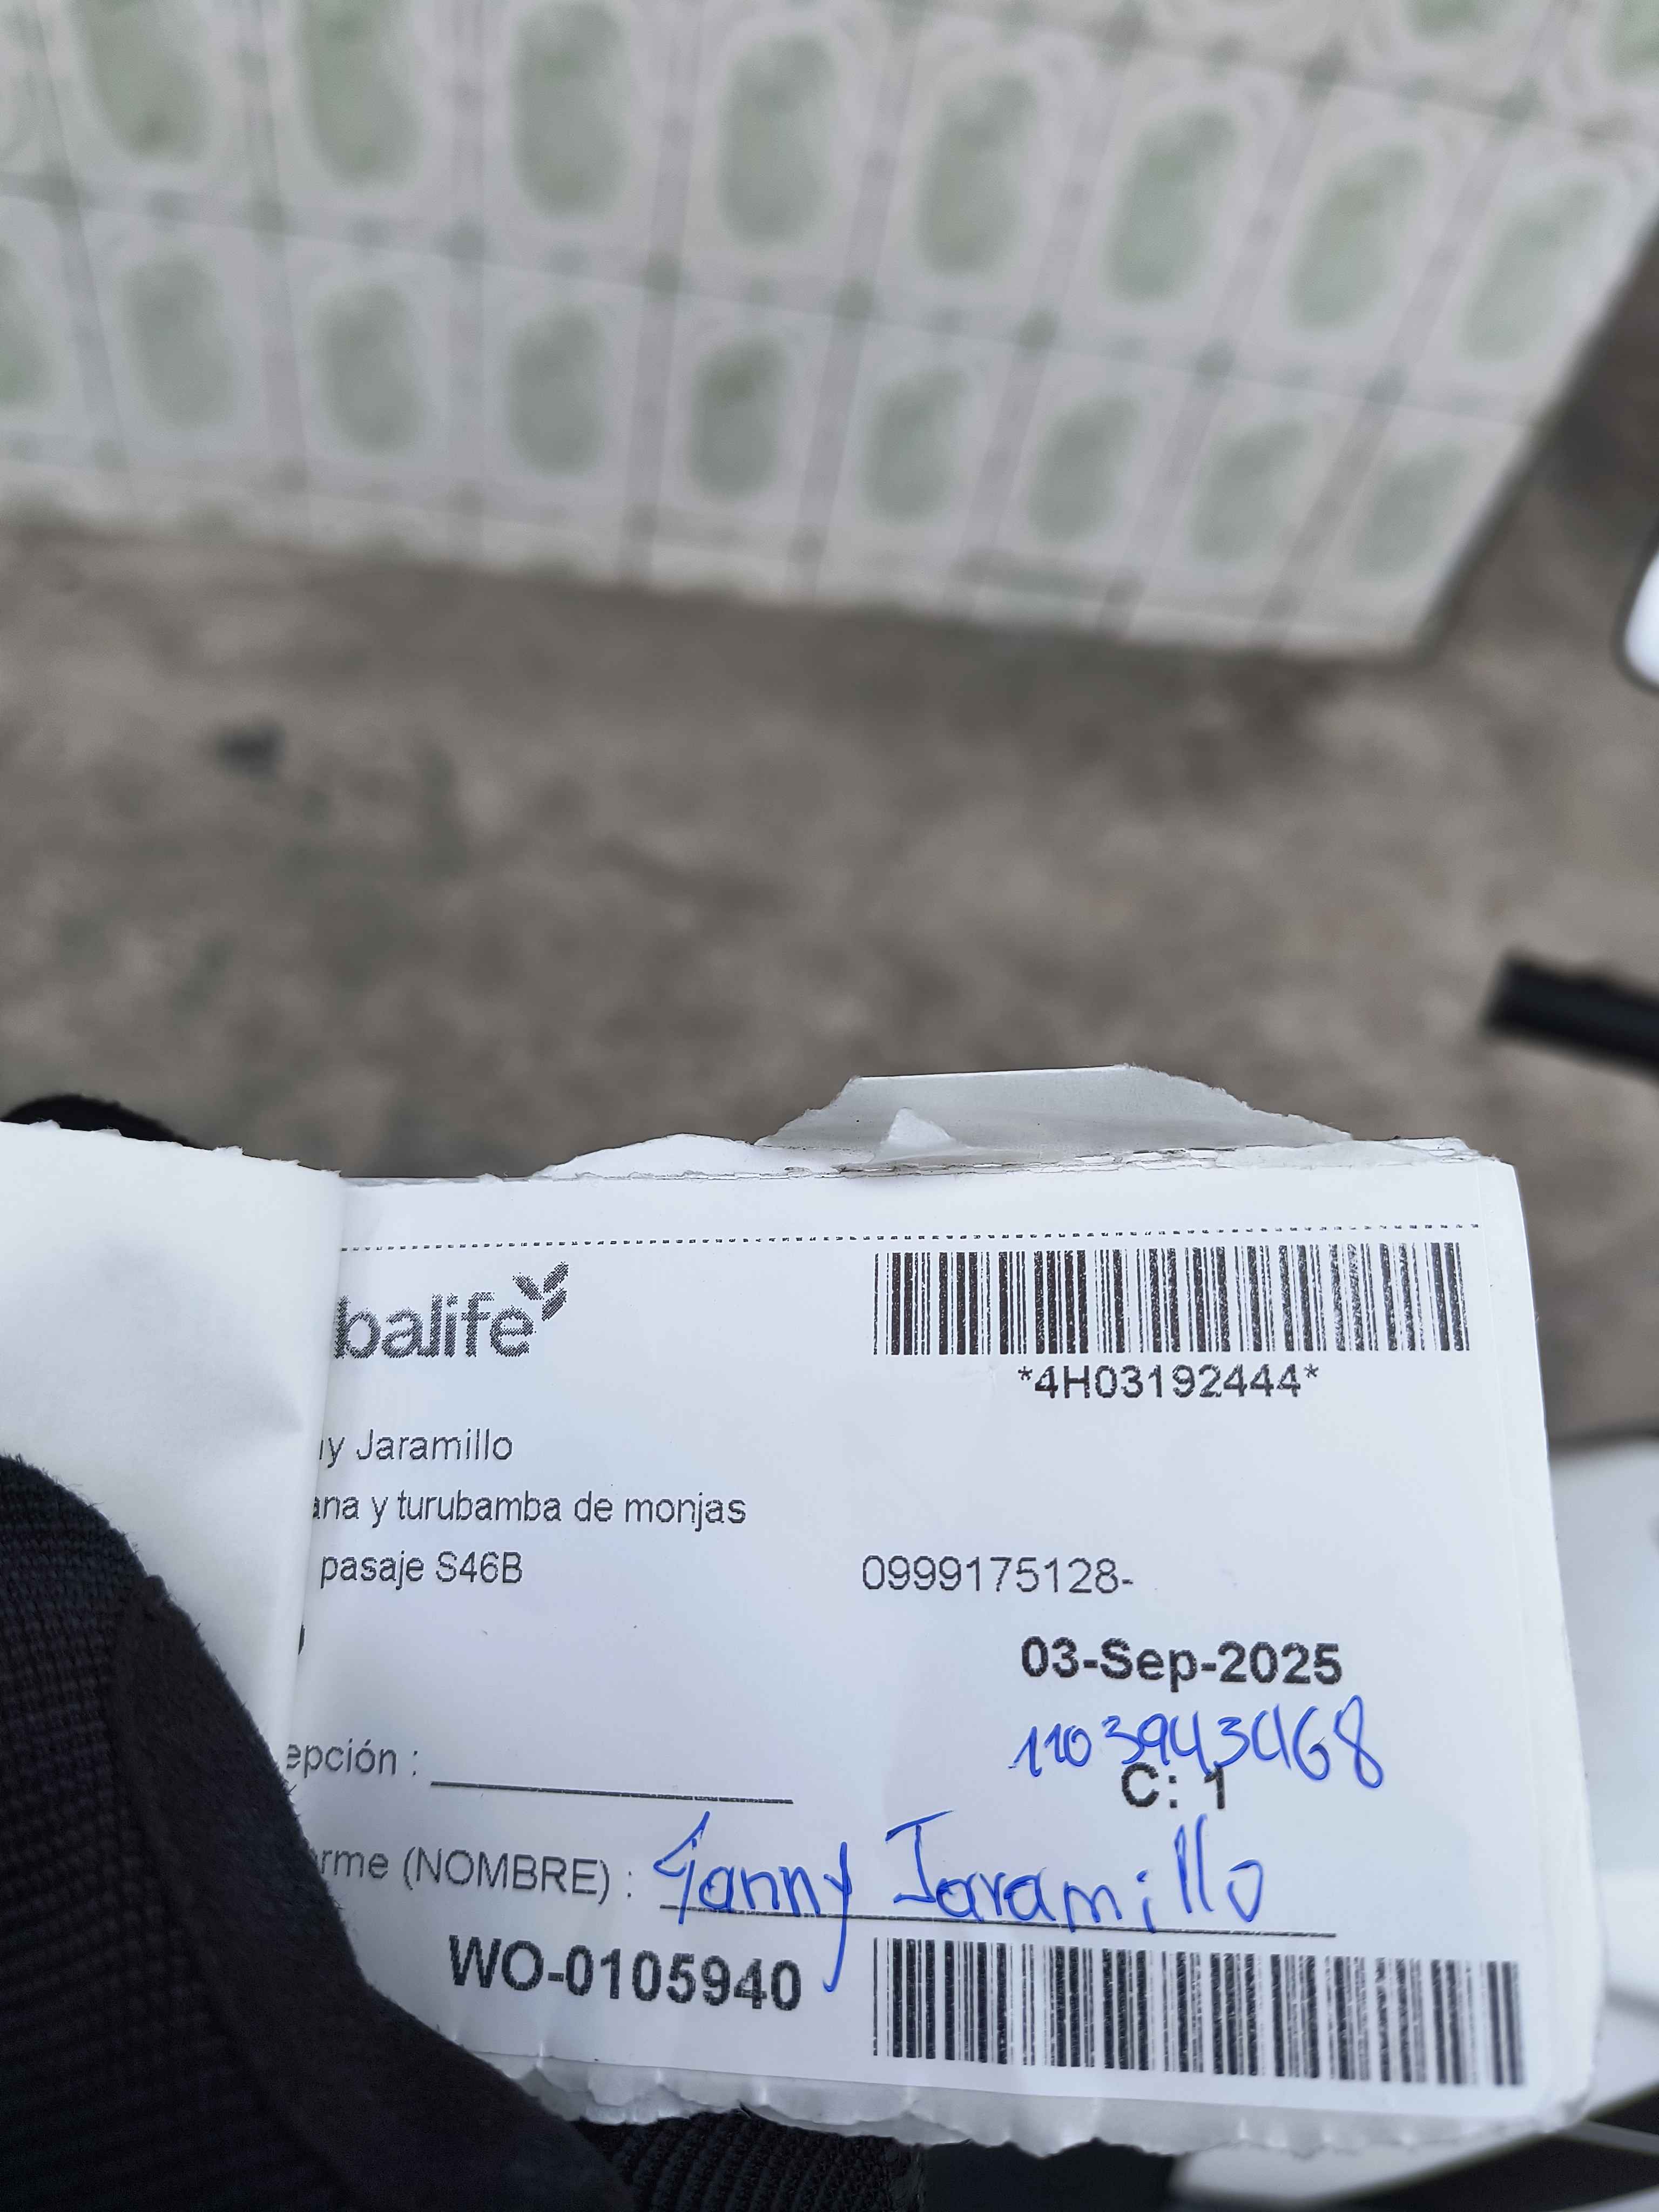 balife
*4H03192444*
y Jaramillo
ana y turubamba de monjas
pasaje S46B
0999175128-
03-Sep-2025
1103943468
C: 1
epción :
rme (NOMBRE) : Janny Jaramillo
WO-0105940